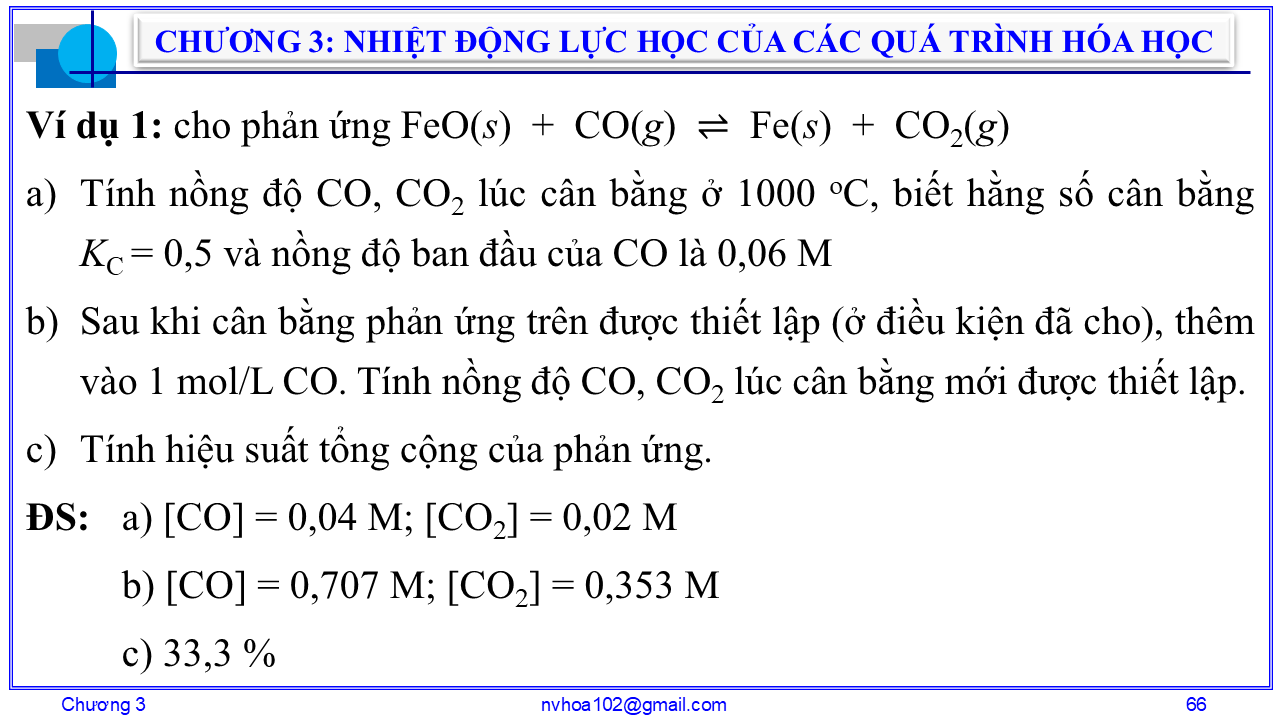 CHƯƠNG 3: NHIỆT ĐỘNG LỰC HỌC CỦA CÁC QUÁ TRÌNH HÓA HỌC
Ví dụ 1: cho phản ứng FeO(s) + CO(g) ⇌ Fe(s) + CO₂(g)
a) Tính nồng độ CO, CO₂ lúc cân bằng ở 1000 ᵒC, biết hằng số cân bằng
K_C = 0,5 và nồng độ ban đầu của CO là 0,06 M
b) Sau khi cân bằng phản ứng trên được thiết lập (ở điều kiện đã cho), thêm
vào 1 mol/L CO. Tính nồng độ CO, CO₂ lúc cân bằng mới được thiết lập.
c) Tính hiệu suất tổng cộng của phản ứng.
ĐS: a) [CO] = 0,04 M; [CO₂] = 0,02 M
b) [CO] = 0,707 M; [CO₂] = 0,353 M
c) 33,3 %
Chương 3 nvhoa102@gmail.com 66